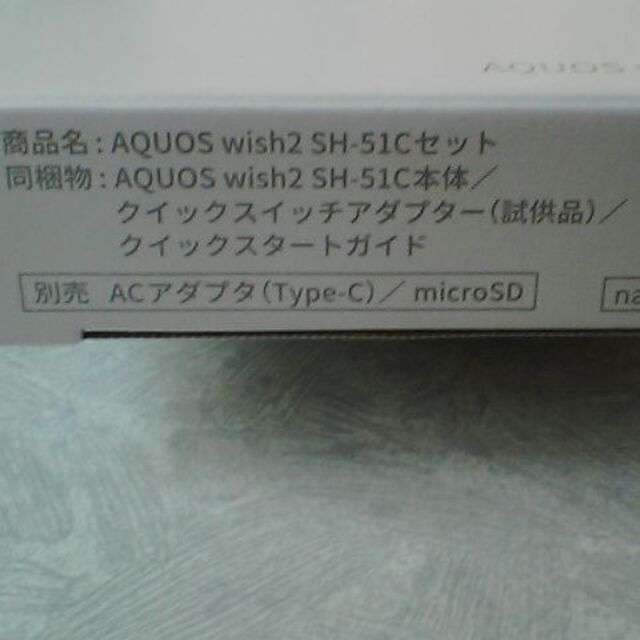 AQUOS
商品名：AQUOS wish2 SH-51Cセット
同梱物：AQUOS wish2 SH-51C本体／
クイックスイッチアダプター（試供品）／
クイックスタートガイド
別売 ACアダプタ（Type-C）／ microSD
na